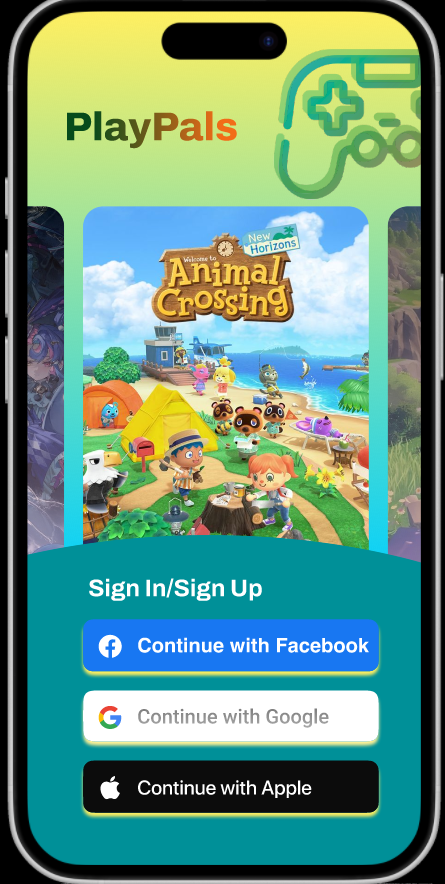 PlayPals
New
Horizons
Welcome to
Animal
Crossing
Sign In/Sign Up
Continue with Facebook
Continue with Google
Continue with Apple